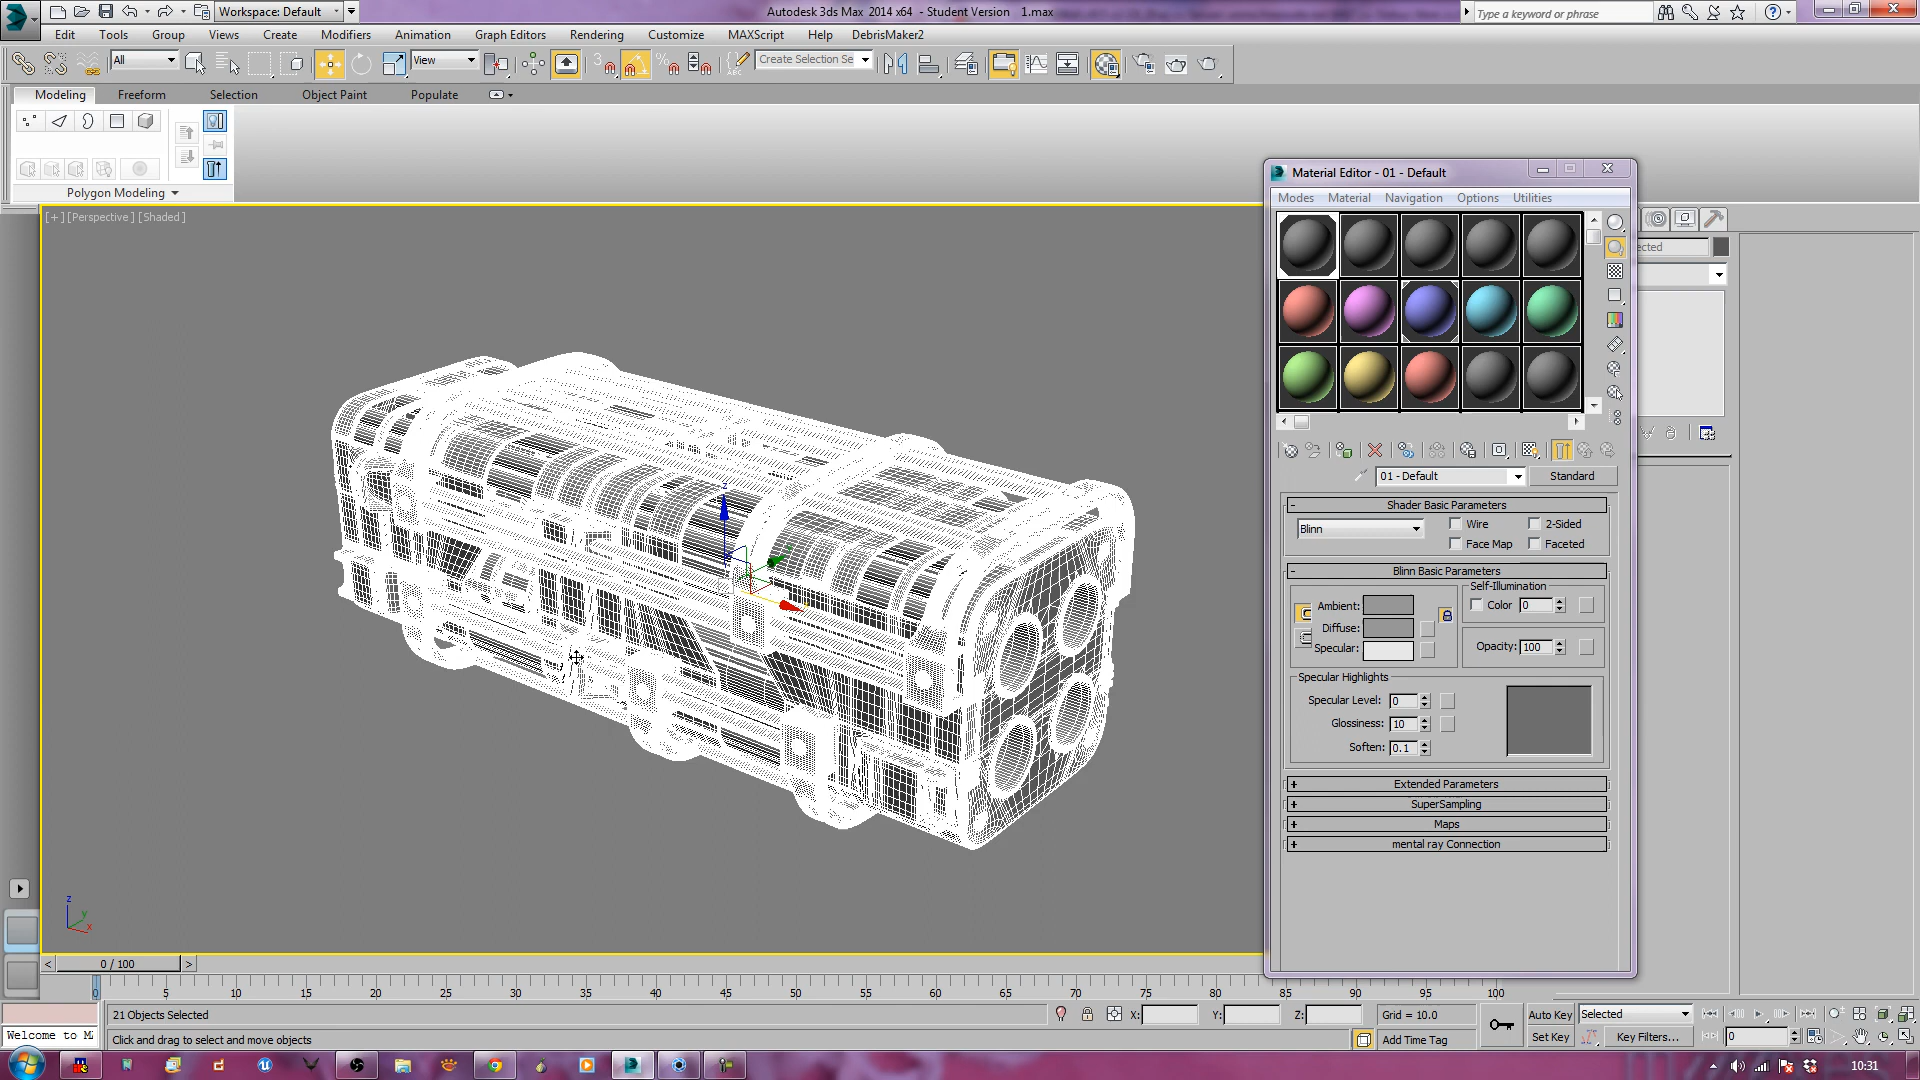 Workspace: Default
Autodesk 3ds Max 2014 x64 - Student Version 1.max
Type a keyword or phrase
Edit Tools Group Views Create Modifiers Animation Graph Editors Rendering Customize MAXScript Help DebrisMaker2
All
View
3
Create Selection Se
Modeling Freeform Selection Object Paint Populate
Polygon Modeling
[+] [Perspective] [Shaded]
Material Editor - 01 - Default
Modes Material Navigation Options Utilities
ected
01 - Default
Standard
Shader Basic Parameters
Blinn
Wire
2-Sided
Face Map
Faceted
Blinn Basic Parameters
Self-Illumination
Ambient:
Color 0
Diffuse:
Specular:
Opacity: 100
Specular Highlights
Specular Level: 0
Glossiness: 10
Soften: 0.1
Extended Parameters
SuperSampling
Maps
mental ray Connection
z
y
x
0 / 100
0 5 10 15 20 25 30 35 40 45 50 55 60 65 70 75 80 85 90 95 100
21 Objects Selected
X: Y: Z:
Grid = 10.0
Auto Key
Selected
Welcome to M
Click and drag to select and move objects
Add Time Tag
Set Key
Key Filters...
0
10:31